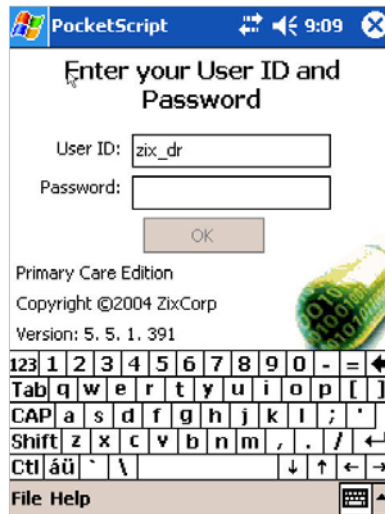 PocketScript 9:09
Enter your User ID and
Password
User ID: zix_dr
Password:
OK
Primary Care Edition
Copyright ©2004 ZixCorp
Version: 5. 5. 1. 391
123 1 2 3 4 5 6 7 8 9 0 - =
Tab q w e r t y u i o p [ ]
CAP a s d f g h j k l ; '
Shift z x c v b n m , . /
Ctl áü ` \
File Help